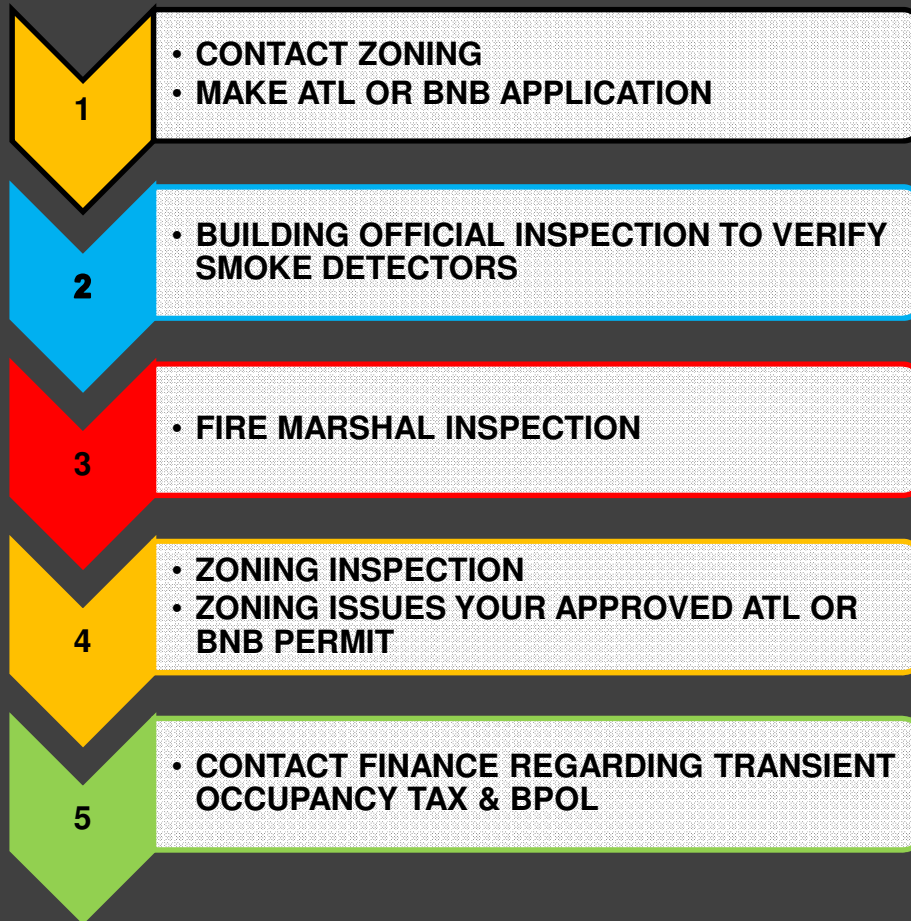 1
• CONTACT ZONING
• MAKE ATL OR BNB APPLICATION
2
• BUILDING OFFICIAL INSPECTION TO VERIFY
SMOKE DETECTORS
3
• FIRE MARSHAL INSPECTION
4
• ZONING INSPECTION
• ZONING ISSUES YOUR APPROVED ATL OR
BNB PERMIT
5
• CONTACT FINANCE REGARDING TRANSIENT
OCCUPANCY TAX & BPOL